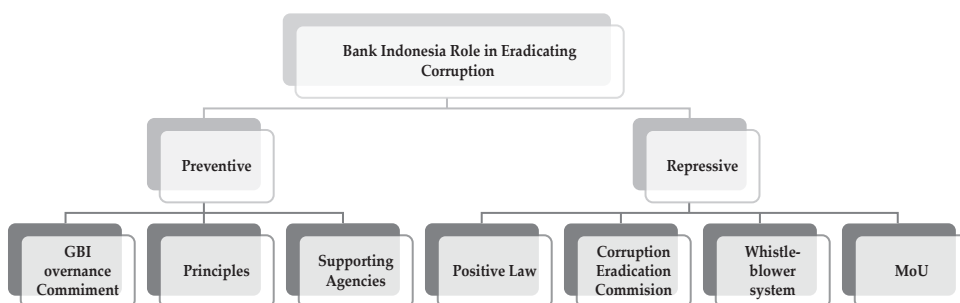 Bank Indonesia Role in Eradicating
Corruption
Preventive
Repressive
GBI
overnance
Commiment
Principles
Supporting
Agencies
Positive Law
Corruption
Eradication
Commision
Whistle-
blower
system
MoU